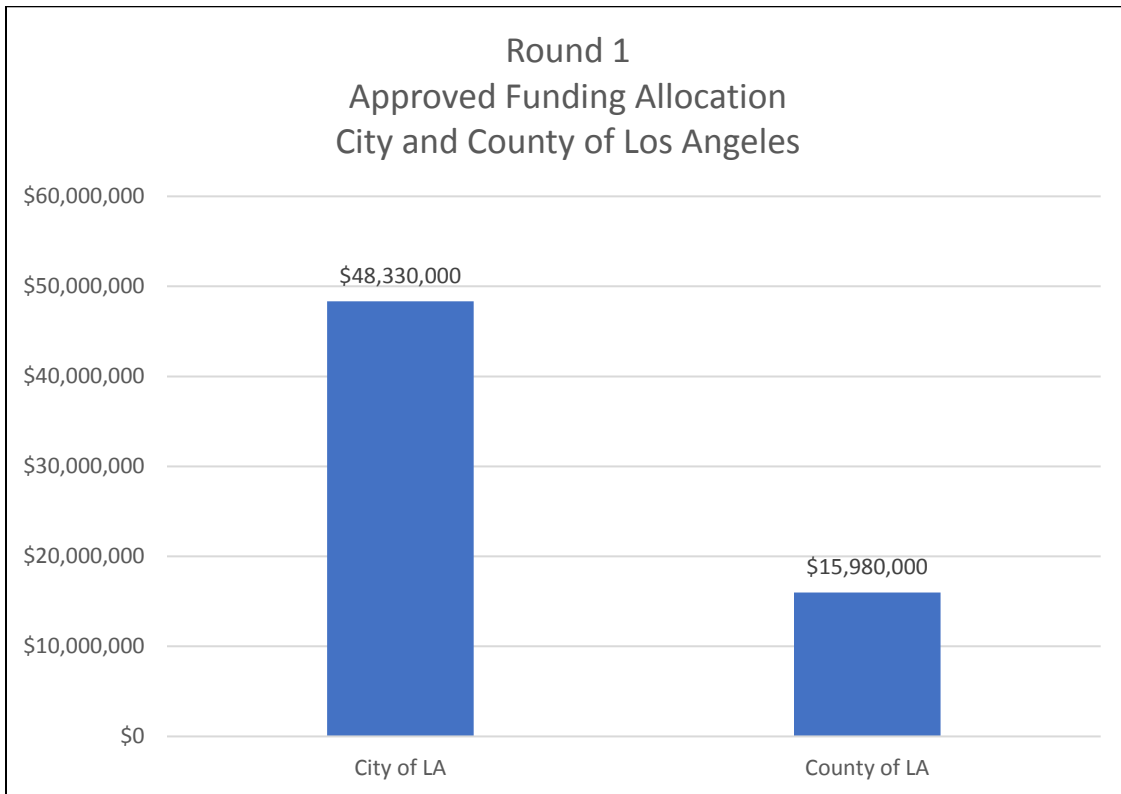 Round 1
Approved Funding Allocation
City and County of Los Angeles
$60,000,000
$50,000,000
$40,000,000
$30,000,000
$20,000,000
$10,000,000
$0
$48,330,000
$15,980,000
City of LA
County of LA